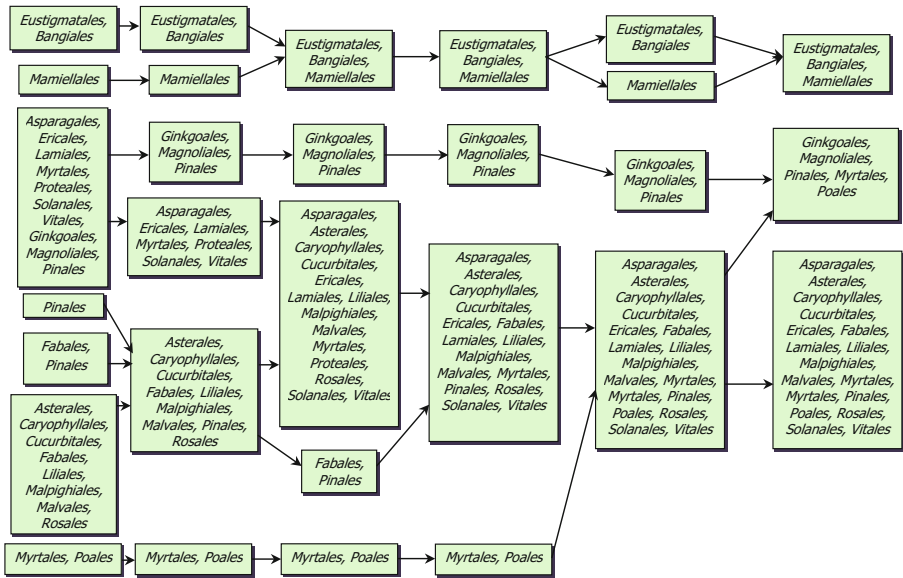 Eustigmatales,
Bangiales
Mamiellales
Asparagales,
Ericales,
Lamiales,
Myrtales,
Proteales,
Solanales,
Vitales,
Ginkgoales,
Magnoliales,
Pinales
Pinales
Fabales,
Pinales
Asterales,
Caryophyllales,
Cucurbitales,
Fabales,
Liliales,
Malpighiales,
Malvales,
Rosales
Myrtales, Poales
Eustigmatales,
Bangiales
Mamiellales
Ginkgoales,
Magnoliales,
Pinales
Asparagales,
Ericales, Lamiales,
Myrtales, Proteales,
Solanales, Vitales
Asterales,
Caryophyllales,
Cucurbitales,
Fabales, Liliales,
Malpighiales,
Malvales, Pinales,
Rosales
Myrtales, Poales
Eustigmatales,
Bangiales,
Mamiellales
Ginkgoales,
Magnoliales,
Pinales
Asparagales,
Asterales,
Caryophyllales,
Cucurbitales,
Ericales,
Lamiales, Liliales,
Malpighiales,
Malvales,
Myrtales,
Proteales,
Rosales,
Solanales, Vitales
Fabales,
Pinales
Myrtales, Poales
Eustigmatales,
Bangiales,
Mamiellales
Ginkgoales,
Magnoliales,
Pinales
Asparagales,
Asterales,
Caryophyllales,
Cucurbitales,
Ericales, Fabales,
Lamiales, Liliales,
Malpighiales,
Malvales, Myrtales,
Pinales, Rosales,
Solanales, Vitales
Myrtales, Poales
Eustigmatales,
Bangiales
Mamiellales
Ginkgoales,
Magnoliales,
Pinales
Asparagales,
Asterales,
Caryophyllales,
Cucurbitales,
Ericales, Fabales,
Lamiales, Liliales,
Malpighiales,
Malvales, Myrtales,
Myrtales, Pinales,
Poales, Rosales,
Solanales, Vitales
Eustigmatales,
Bangiales,
Mamiellales
Ginkgoales,
Magnoliales,
Pinales, Myrtales,
Poales
Asparagales,
Asterales,
Caryophyllales,
Cucurbitales,
Ericales, Fabales,
Lamiales, Liliales,
Malpighiales,
Malvales, Myrtales,
Myrtales, Pinales,
Poales, Rosales,
Solanales, Vitales